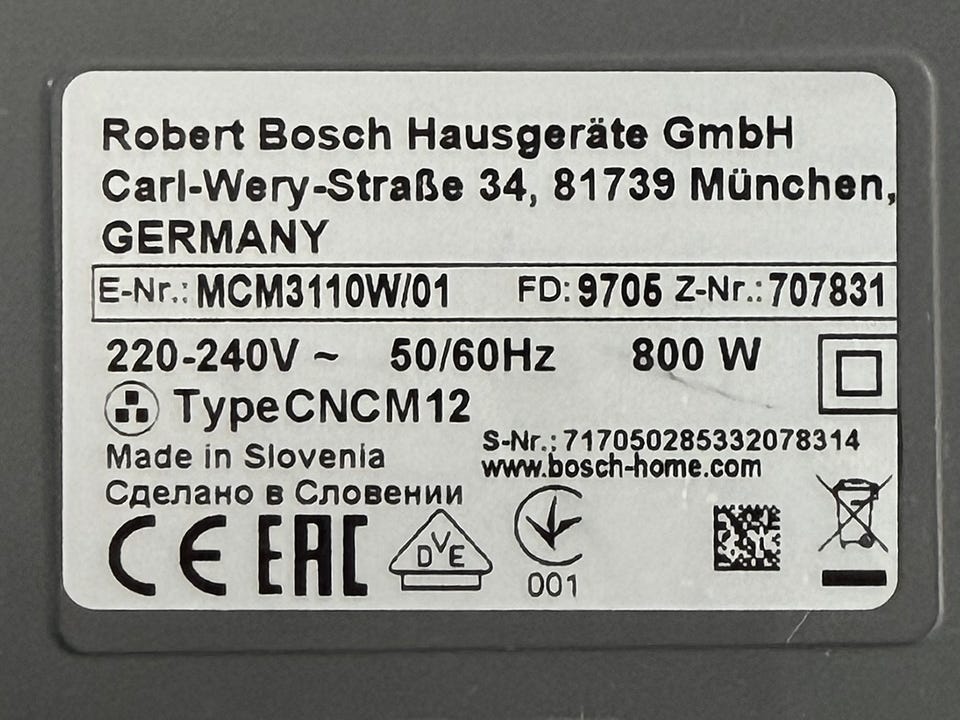 Robert Bosch Hausgeräte GmbH
Carl-Wery-Straße 34, 81739 München,
GERMANY
E-Nr.: MCM3110W/01 FD: 9705 Z-Nr.: 707831
220-240V ~ 50/60Hz 800 W
Type CNCM12
S-Nr.: 717050285332078314
Made in Slovenia
www.bosch-home.com
Сделано в Словении
CE EAC DVE
001